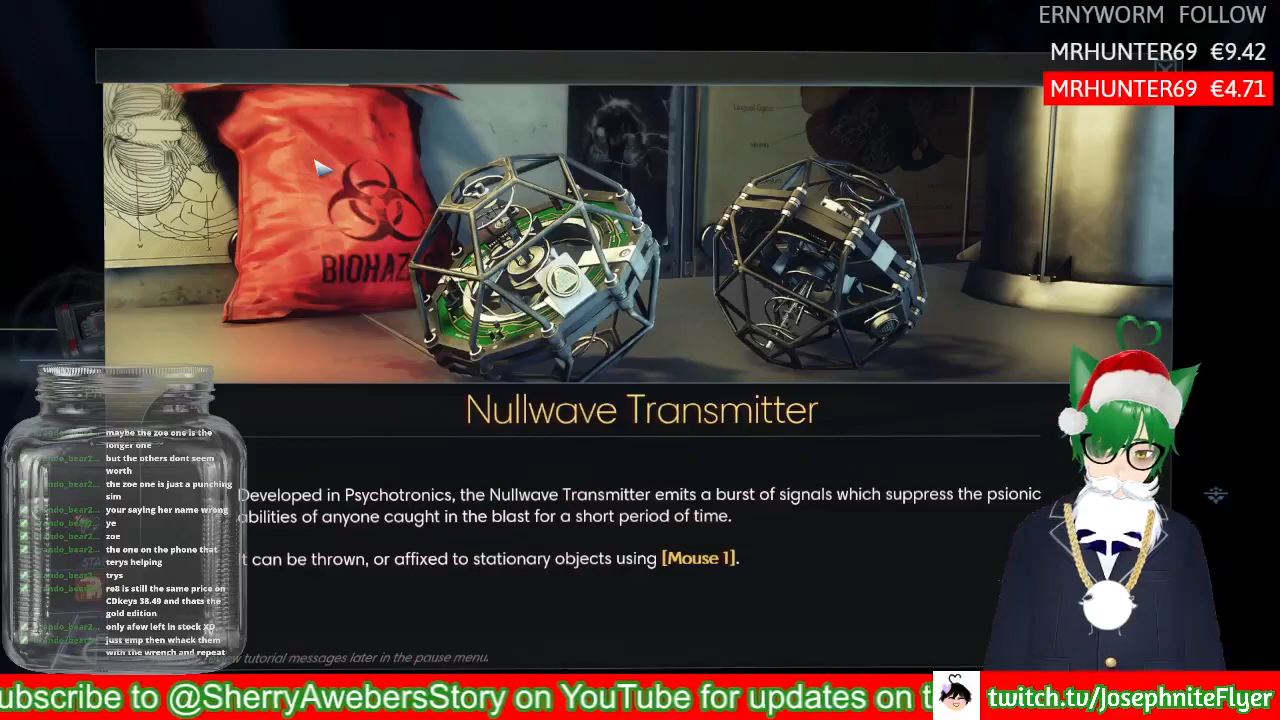 ERNYWORM FOLLOW
MRHUNTER69 €9.42
MRHUNTER69 €4.71
BIOHAZ
Nullwave Transmitter
Developed in Psychotronics, the Nullwave Transmitter emits a burst of signals which suppress the psionic
abilities of anyone caught in the blast for a short period of time.
It can be thrown, or affixed to stationary objects using [Mouse 1].
maybe the zoe one is the
longer one
but the others dont seem
worth
the zoe one is just a punching
sim
your saying her name wrong
ye
zoe
the one on the phone that
terys helping
trys
re8 is still the same price on
CDkeys 38.49 and thats the
gold edition
only afew left in stock XD
just emp then whack them
with the wrench and repeat
tutorial messages later in the pause menu.
ubscribe to @SherryAwebersStory on YouTube for updates on t
twitch.tv/JosephniteFlyer